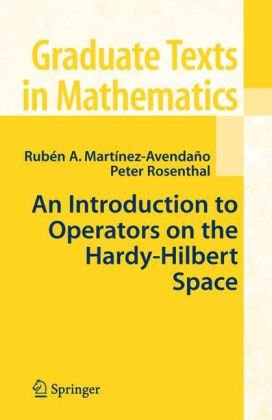 Graduate Texts
in Mathematics
Rubén A. Martínez-Avendaño
Peter Rosenthal
An Introduction to
Operators on the
Hardy-Hilbert
Space
Springer